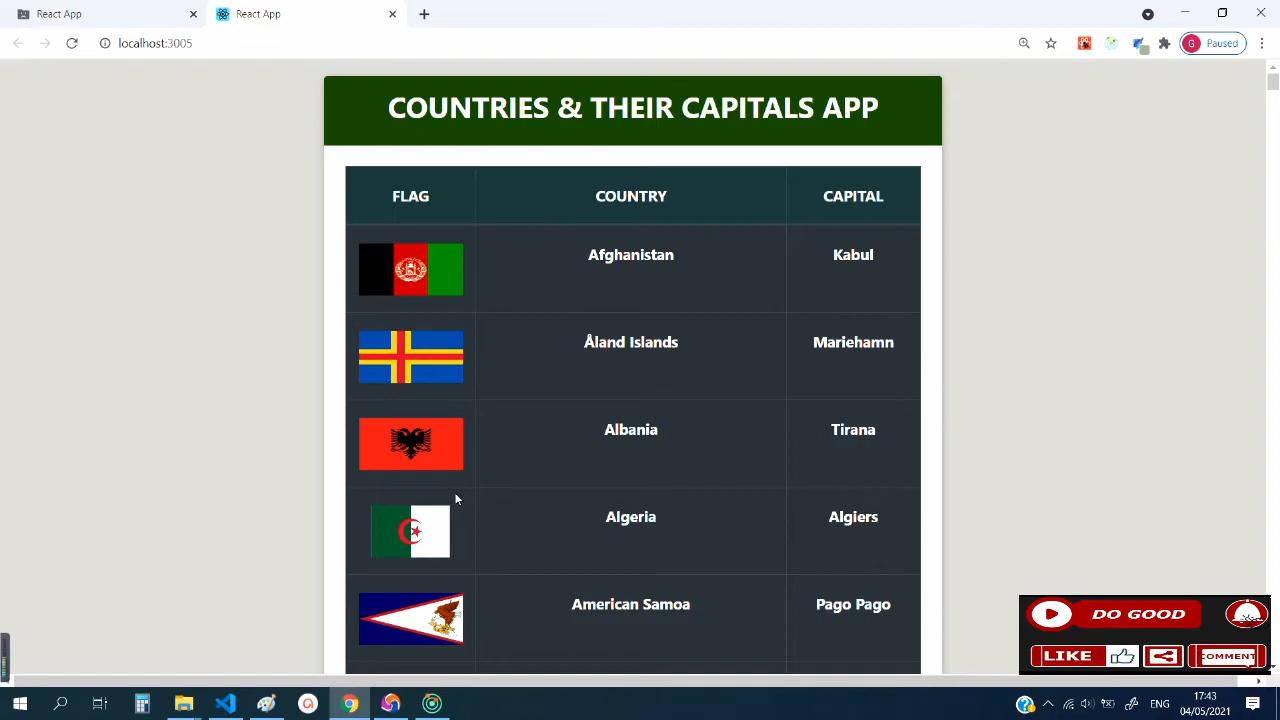 React App
React App
localhost:3005
G Paused
COUNTRIES & THEIR CAPITALS APP
FLAG COUNTRY CAPITAL
Afghanistan Kabul
Åland Islands Mariehamn
Albania Tirana
Algeria Algiers
American Samoa Pago Pago
DO GOOD
LIKE COMMENT
ENG
17:43
04/05/2021